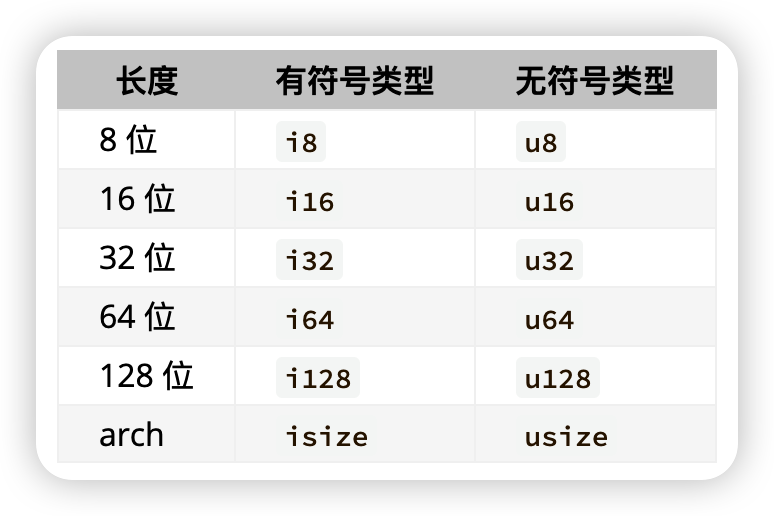 长度 有符号类型 无符号类型
8 位 i8 u8
16 位 i16 u16
32 位 i32 u32
64 位 i64 u64
128 位 i128 u128
arch isize usize